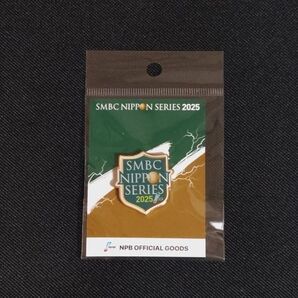 SMBC NIPPON SERIES 2025
SMBC
NIPPON
SERIES
2025
NPB OFFICIAL GOODS